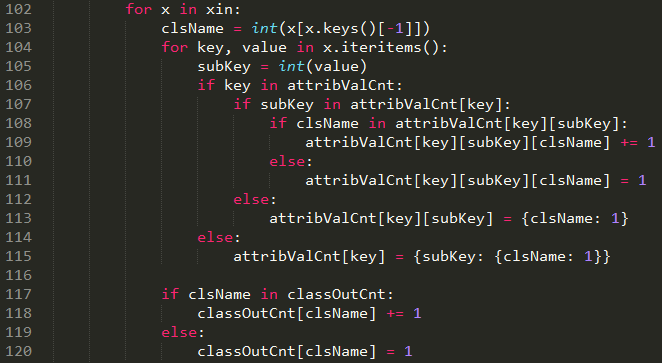 102 for x in xin:
103 clsName = int(x[x.keys()[-1]])
104 for key, value in x.iteritems():
105 subKey = int(value)
106 if key in attribValCnt:
107 if subKey in attribValCnt[key]:
108 if clsName in attribValCnt[key][subKey]:
109 attribValCnt[key][subKey][clsName] += 1
110 else:
111 attribValCnt[key][subKey][clsName] = 1
112 else:
113 attribValCnt[key][subKey] = {clsName: 1}
114 else:
115 attribValCnt[key] = {subKey: {clsName: 1}}
116
117 if clsName in classOutCnt:
118 classOutCnt[clsName] += 1
119 else:
120 classOutCnt[clsName] = 1